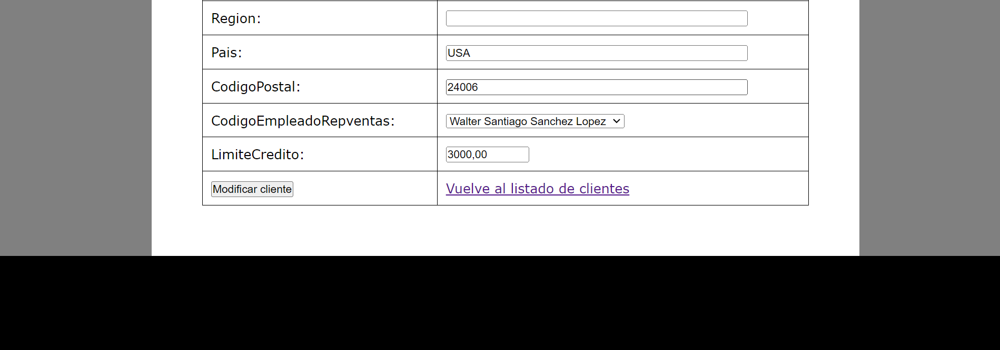 Region:
Pais: USA
CodigoPostal: 24006
CodigoEmpleadoRepventas: Walter Santiago Sanchez Lopez
LimiteCredito: 3000,00
Modificar cliente Vuelve al listado de clientes